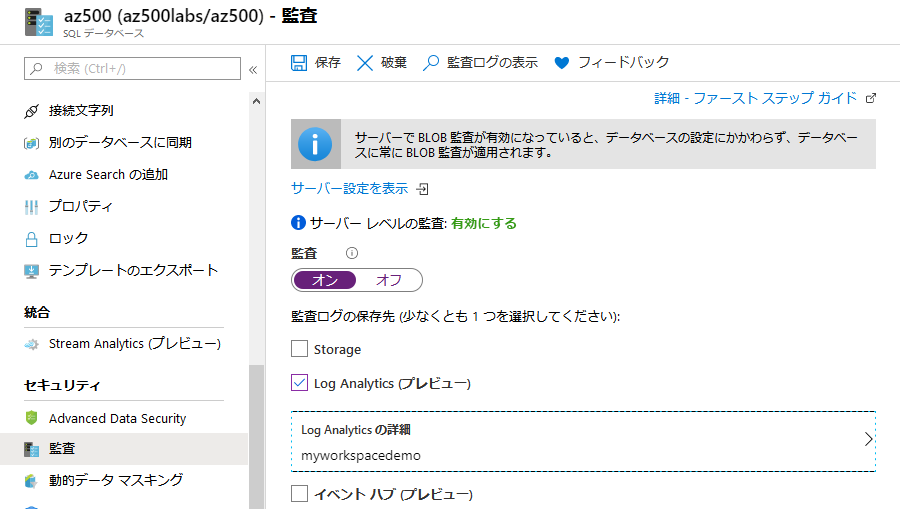 az500 (az500labs/az500) - 監査
SQL データベース
検索 (Ctrl+/)
接続文字列
別のデータベースに同期
Azure Search の追加
プロパティ
ロック
テンプレートのエクスポート
統合
Stream Analytics (プレビュー)
セキュリティ
Advanced Data Security
監査
動的データ マスキング
保存 破棄 監査ログの表示 フィードバック
詳細 - ファースト ステップ ガイド
サーバーで BLOB 監査が有効になっていると、データベースの設定にかかわらず、データベー
スに常に BLOB 監査が適用されます。
サーバー設定を表示
サーバー レベルの監査: 有効にする
監査
オン オフ
監査ログの保存先 (少なくとも 1 つを選択してください):
Storage
Log Analytics (プレビュー)
Log Analytics の詳細
myworkspacedemo
イベント ハブ (プレビュー)